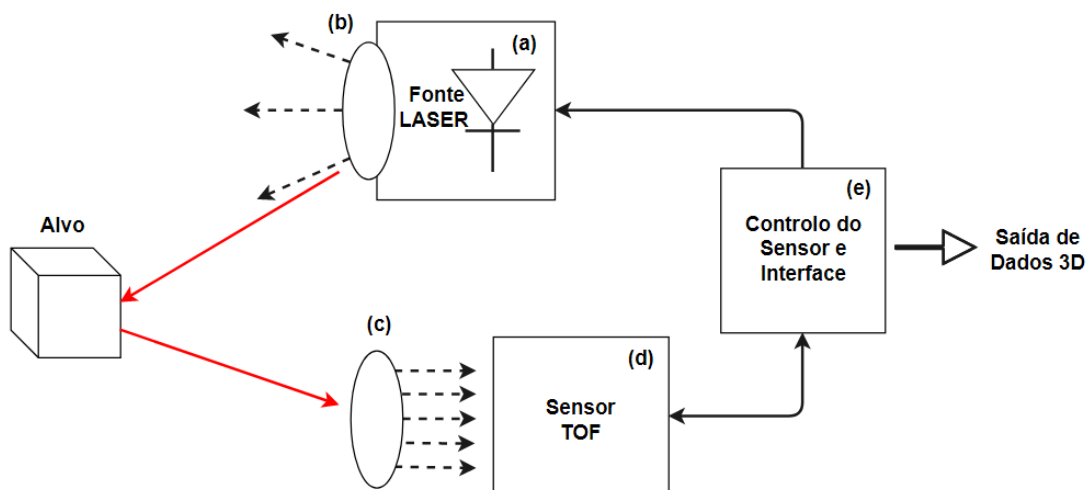 (b)
(a)
Fonte
LASER
(e)
Controlo do
Sensor e
Interface
Saída de
Dados 3D
Alvo
(c)
(d)
Sensor
TOF